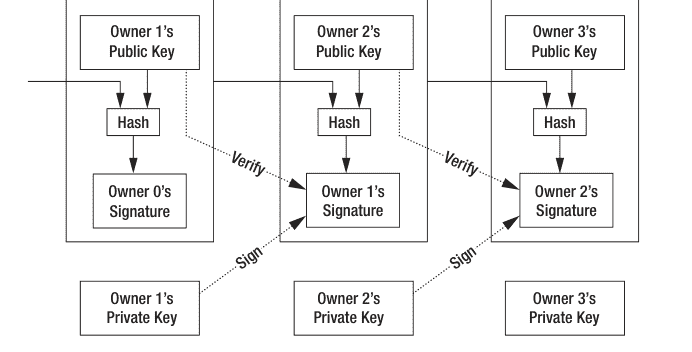 Owner 1's
Public Key
Owner 2's
Public Key
Owner 3's
Public Key
Hash
Hash
Hash
Verify
Verify
Owner 0's
Signature
Owner 1's
Signature
Owner 2's
Signature
Sign
Sign
Owner 1's
Private Key
Owner 2's
Private Key
Owner 3's
Private Key